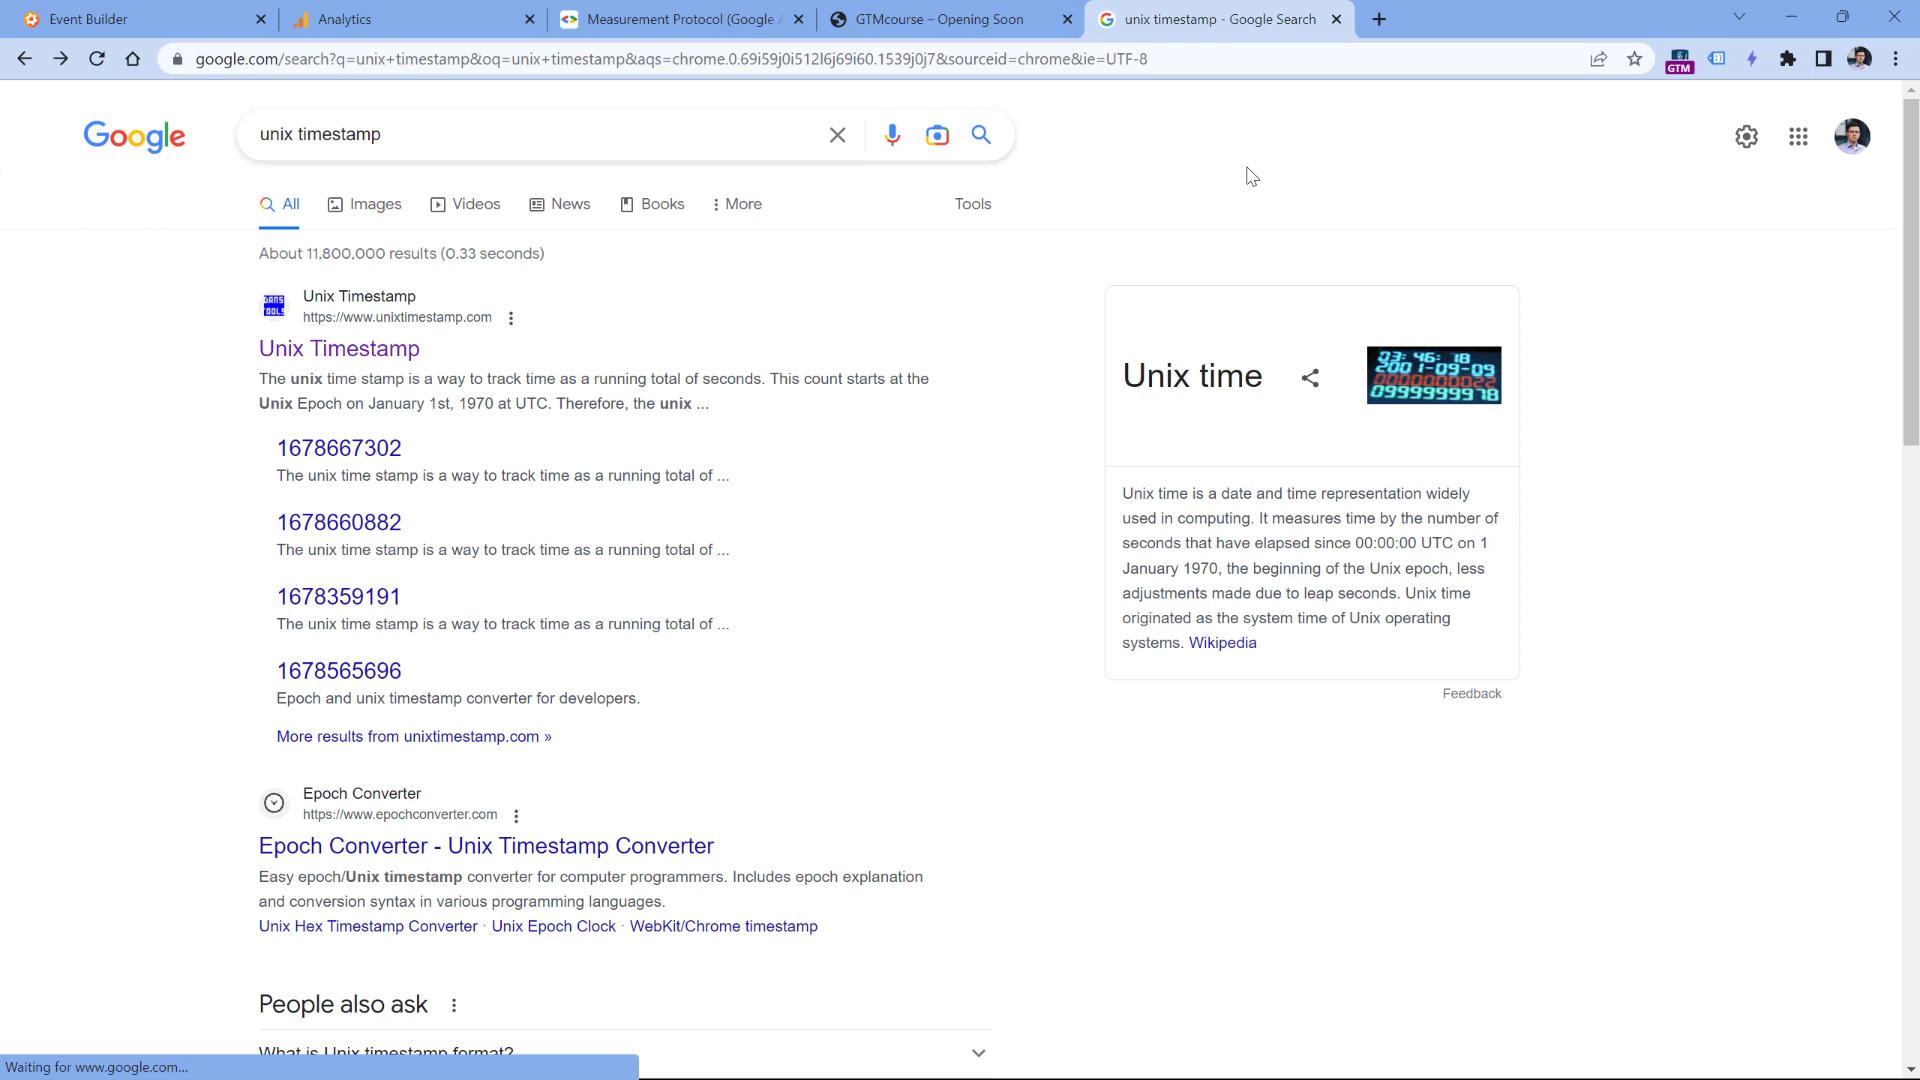 Event Builder
Analytics
Measurement Protocol (Google A
GTMcourse – Opening Soon
unix timestamp - Google Search
google.com/search?q=unix+timestamp&oq=unix+timestamp&aqs=chrome.0.69i59j0i512l6j69i60.1539j0j7&sourceid=chrome&ie=UTF-8
GTM
Google
unix timestamp
All
Images
Videos
News
Books
More
Tools
About 11,800,000 results (0.33 seconds)
DANS
TOOLS
Unix Timestamp
https://www.unixtimestamp.com
Unix Timestamp
The unix time stamp is a way to track time as a running total of seconds. This count starts at the
Unix Epoch on January 1st, 1970 at UTC. Therefore, the unix ...
1678667302
The unix time stamp is a way to track time as a running total of ...
1678660882
The unix time stamp is a way to track time as a running total of ...
1678359191
The unix time stamp is a way to track time as a running total of ...
1678565696
Epoch and unix timestamp converter for developers.
More results from unixtimestamp.com »
Epoch Converter
https://www.epochconverter.com
Epoch Converter - Unix Timestamp Converter
Easy epoch/Unix timestamp converter for computer programmers. Includes epoch explanation
and conversion syntax in various programming languages.
Unix Hex Timestamp Converter · Unix Epoch Clock · WebKit/Chrome timestamp
People also ask
What is Unix timestamp format?
Unix time
03:46:18
2001-09-09
0000000022
0999999978
Unix time is a date and time representation widely
used in computing. It measures time by the number of
seconds that have elapsed since 00:00:00 UTC on 1
January 1970, the beginning of the Unix epoch, less
adjustments made due to leap seconds. Unix time
originated as the system time of Unix operating
systems. Wikipedia
Feedback
Waiting for www.google.com...